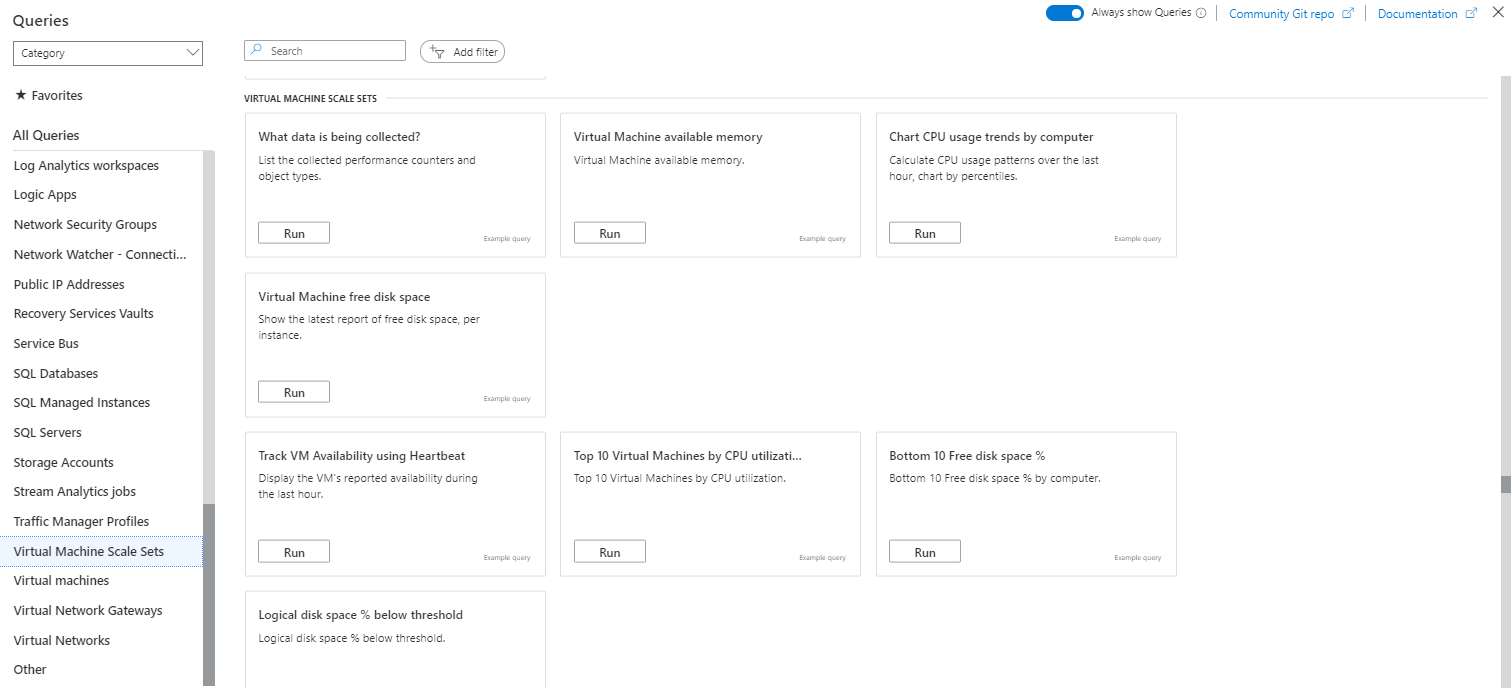 Queries
Always show Queries
Community Git repo
Documentation
Category
Search
Add filter
★ Favorites
All Queries
Log Analytics workspaces
Logic Apps
Network Security Groups
Network Watcher - Connecti...
Public IP Addresses
Recovery Services Vaults
Service Bus
SQL Databases
SQL Managed Instances
SQL Servers
Storage Accounts
Stream Analytics jobs
Traffic Manager Profiles
Virtual Machine Scale Sets
Virtual machines
Virtual Network Gateways
Virtual Networks
Other
VIRTUAL MACHINE SCALE SETS
What data is being collected?
List the collected performance counters and
object types.
Run
Example query
Virtual Machine available memory
Virtual Machine available memory.
Run
Example query
Chart CPU usage trends by computer
Calculate CPU usage patterns over the last
hour, chart by percentiles.
Run
Example query
Virtual Machine free disk space
Show the latest report of free disk space, per
instance.
Run
Example query
Track VM Availability using Heartbeat
Display the VM's reported availability during
the last hour.
Run
Example query
Top 10 Virtual Machines by CPU utilizati...
Top 10 Virtual Machines by CPU utilization.
Run
Example query
Bottom 10 Free disk space %
Bottom 10 Free disk space % by computer.
Run
Example query
Logical disk space % below threshold
Logical disk space % below threshold.